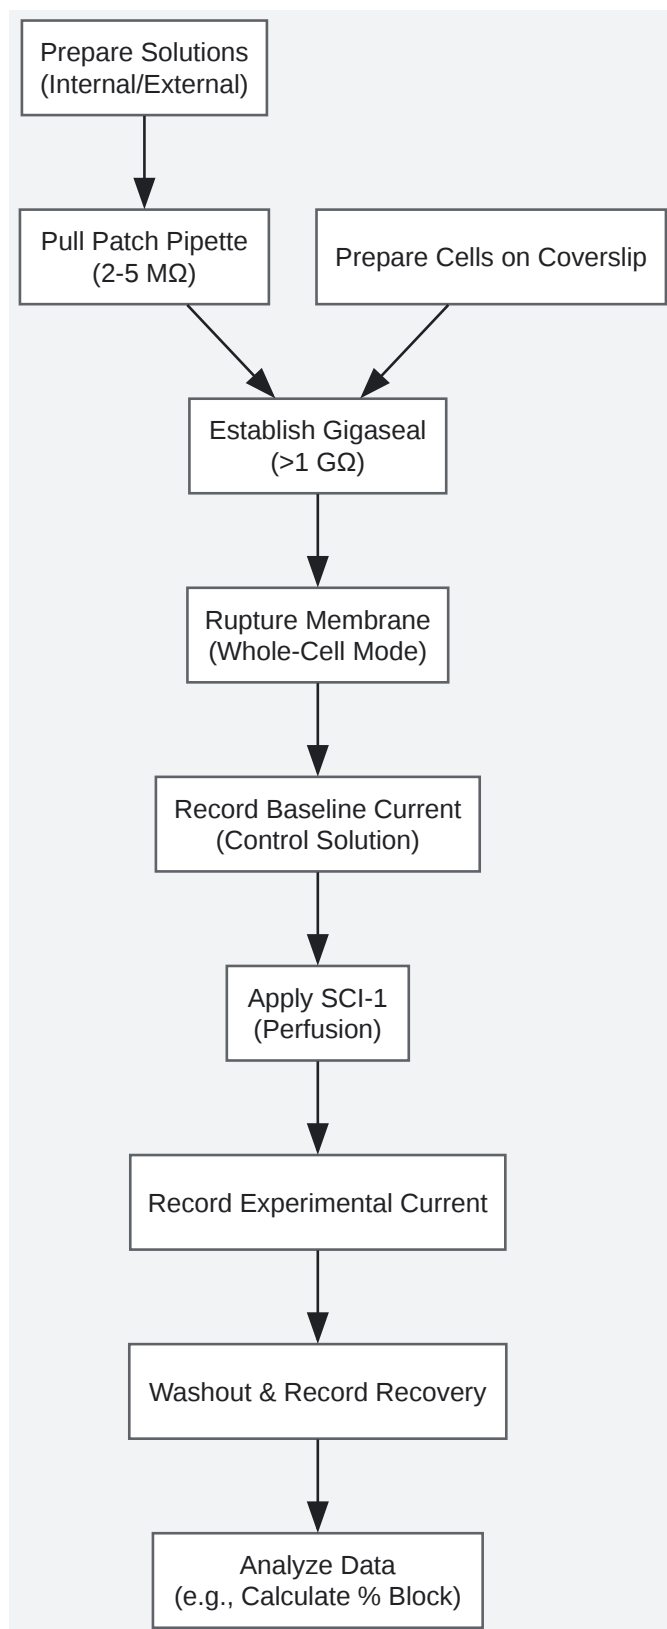 Prepare Solutions
(Internal/External)
Pull Patch Pipette
(2-5 MΩ)
Prepare Cells on Coverslip
Establish Gigaseal
(>1 GΩ)
Rupture Membrane
(Whole-Cell Mode)
Record Baseline Current
(Control Solution)
Apply SCI-1
(Perfusion)
Record Experimental Current
Washout & Record Recovery
Analyze Data
(e.g., Calculate % Block)